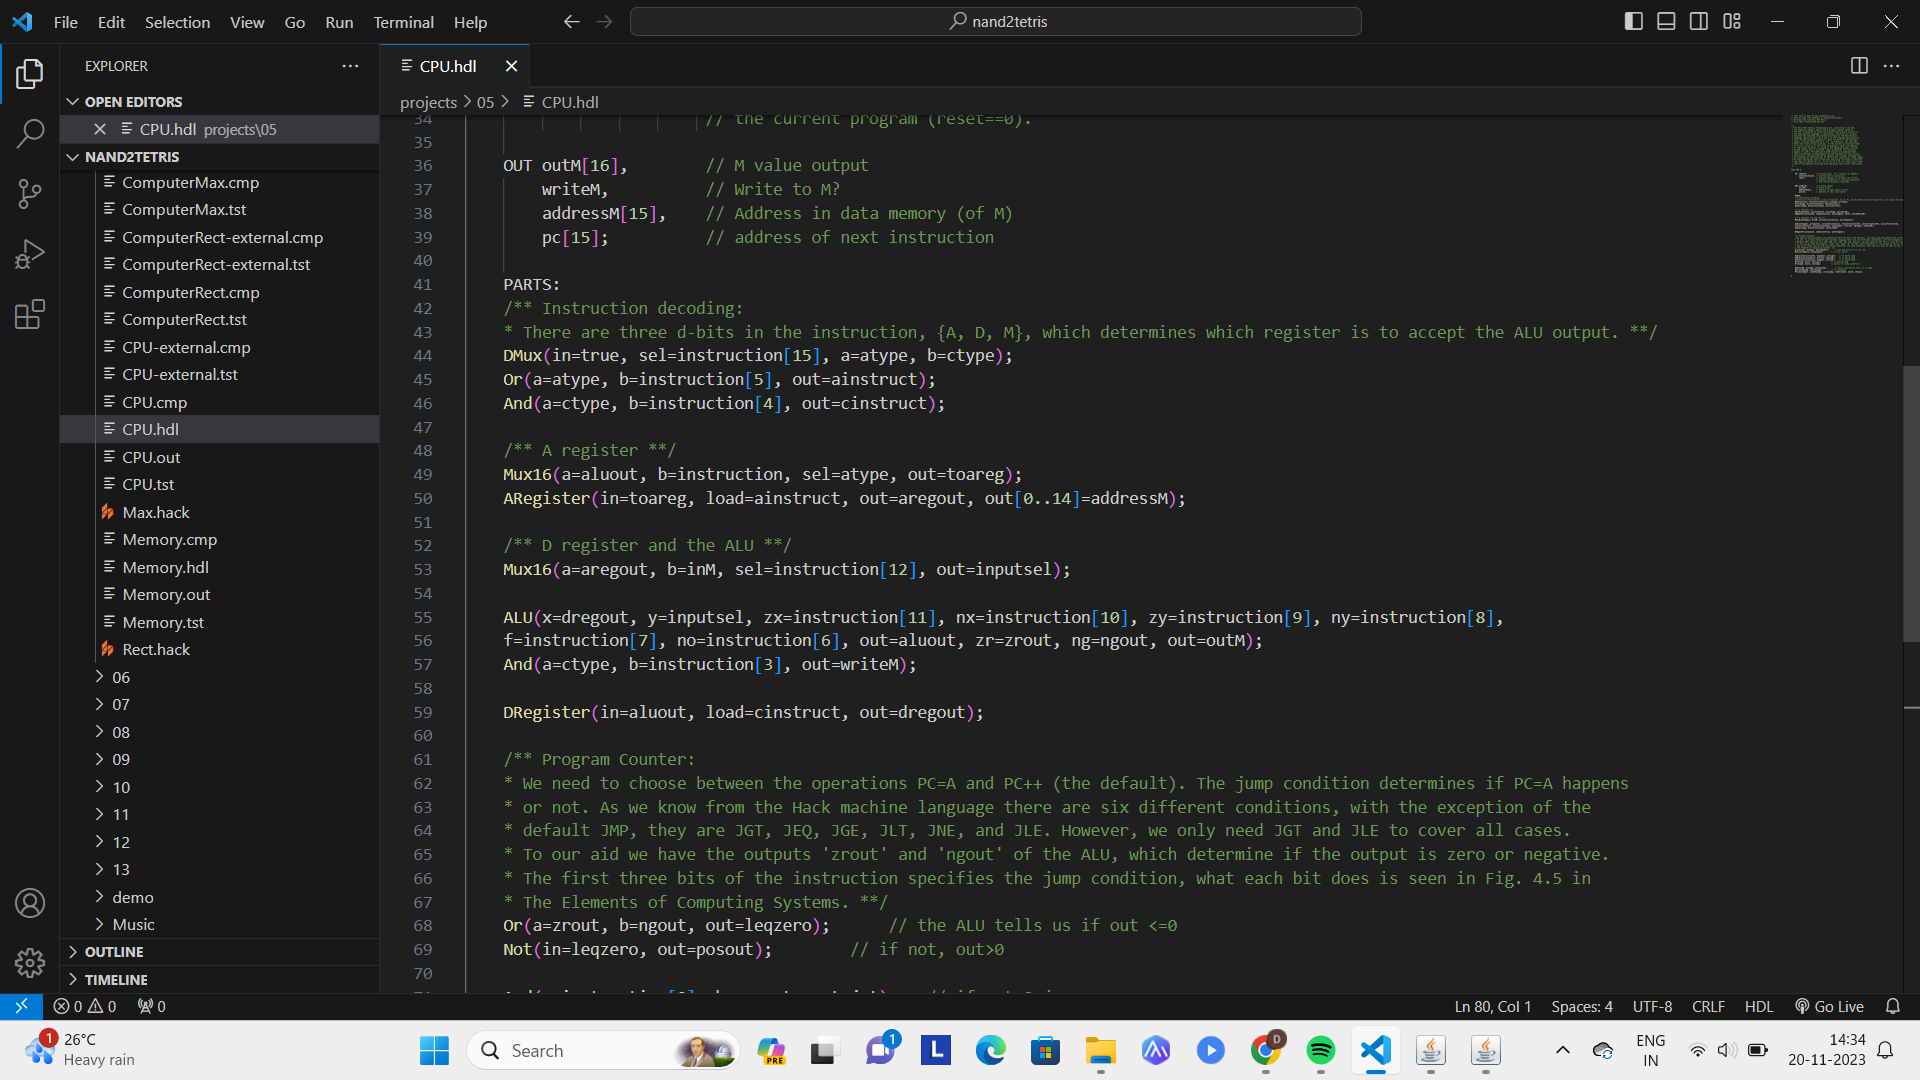 File Edit Selection View Go Run Terminal Help
nand2tetris
EXPLORER
OPEN EDITORS
CPU.hdl projects\05
NAND2TETRIS
ComputerMax.cmp
ComputerMax.tst
ComputerRect-external.cmp
ComputerRect-external.tst
ComputerRect.cmp
ComputerRect.tst
CPU-external.cmp
CPU-external.tst
CPU.cmp
CPU.hdl
CPU.out
CPU.tst
Max.hack
Memory.cmp
Memory.hdl
Memory.out
Memory.tst
Rect.hack
06
07
08
09
10
11
12
13
demo
Music
OUTLINE
TIMELINE
CPU.hdl
projects > 05 > CPU.hdl
34 // the current program (reset==0).
35
36 OUT outM[16], // M value output
37 writeM, // Write to M?
38 addressM[15], // Address in data memory (of M)
39 pc[15]; // address of next instruction
40
41 PARTS:
42 /** Instruction decoding:
43 * There are three d-bits in the instruction, {A, D, M}, which determines which register is to accept the ALU output. **/
44 DMux(in=true, sel=instruction[15], a=atype, b=ctype);
45 Or(a=atype, b=instruction[5], out=ainstruct);
46 And(a=ctype, b=instruction[4], out=cinstruct);
47
48 /** A register **/
49 Mux16(a=aluout, b=instruction, sel=atype, out=toareg);
50 ARegister(in=toareg, load=ainstruct, out=aregout, out[0..14]=addressM);
51
52 /** D register and the ALU **/
53 Mux16(a=aregout, b=inM, sel=instruction[12], out=inputsel);
54
55 ALU(x=dregout, y=inputsel, zx=instruction[11], nx=instruction[10], zy=instruction[9], ny=instruction[8],
56 f=instruction[7], no=instruction[6], out=aluout, zr=zrout, ng=ngout, out=outM);
57 And(a=ctype, b=instruction[3], out=writeM);
58
59 DRegister(in=aluout, load=cinstruct, out=dregout);
60
61 /** Program Counter:
62 * We need to choose between the operations PC=A and PC++ (the default). The jump condition determines if PC=A happens
63 * or not. As we know from the Hack machine language there are six different conditions, with the exception of the
64 * default JMP, they are JGT, JEQ, JGE, JLT, JNE, and JLE. However, we only need JGT and JLE to cover all cases.
65 * To our aid we have the outputs 'zrout' and 'ngout' of the ALU, which determine if the output is zero or negative.
66 * The first three bits of the instruction specifies the jump condition, what each bit does is seen in Fig. 4.5 in
67 * The Elements of Computing Systems. **/
68 Or(a=zrout, b=ngout, out=leqzero); // the ALU tells us if out <=0
69 Not(in=leqzero, out=posout); // if not, out>0
70
0 0 0
Ln 80, Col 1 Spaces: 4 UTF-8 CRLF HDL Go Live
1 26°C
Heavy rain
Search
PRE
1
L
D
ENG
IN
14:34
20-11-2023